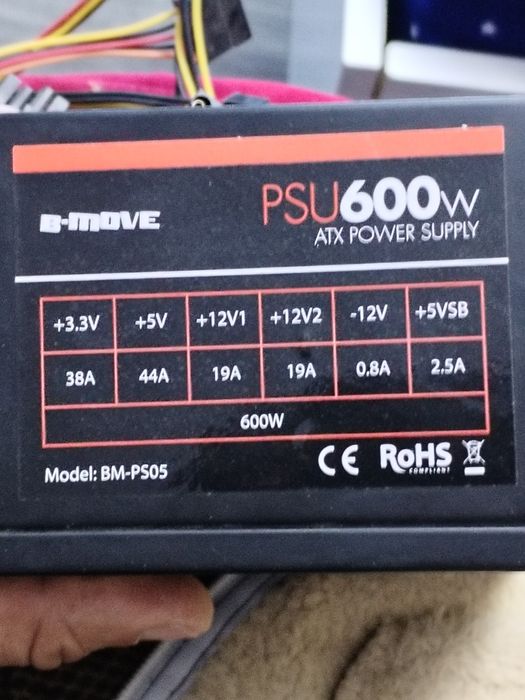 B-MOVE
PSU600W
ATX POWER SUPPLY
+3.3V +5V +12V1 +12V2 -12V +5VSB
38A 44A 19A 19A 0.8A 2.5A
600W
Model: BM-PS05
CE RoHS
COMPLIANT